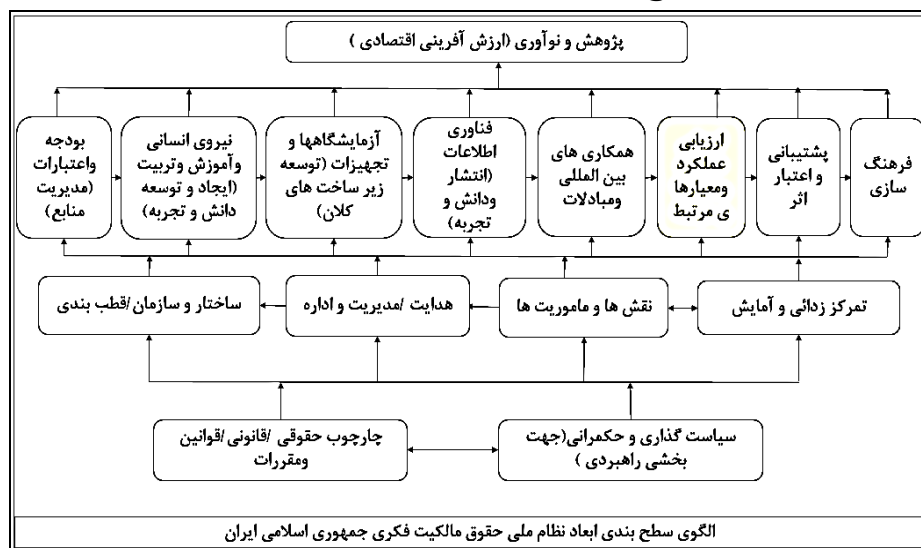 پژوهش و نوآوری (ارزش آفرینی اقتصادی )
فرهنگ
سازی
پشتیبانی
و اعتبار
اثر
ارزیابی
عملکرد
ومعیارها
ی مرتبط
همکاری های
بین المللی
ومبادلات
فناوری
اطلاعات
(انتشار
ودانش و
تجربه)
آزمایشگاهها و
تجهیزات (توسعه
زیر ساخت های
کلان)
نیروی انسانی
وآموزش وتربیت
(ایجاد و توسعه
دانش و تجربه)
بودجه
واعتبارات
(مدیریت
منابع)
تمرکز زدائی و آمایش
نقش ها و ماموریت ها
هدایت /مدیریت و اداره
ساختار و سازمان/قطب بندی
سیاست گذاری و حکمرانی(جهت
بخشی راهبردی )
چارچوب حقوقی /قانونی/قوانین
ومقررات
الگوی سطح بندی ابعاد نظام ملی حقوق مالکیت فکری جمهوری اسلامی ایران